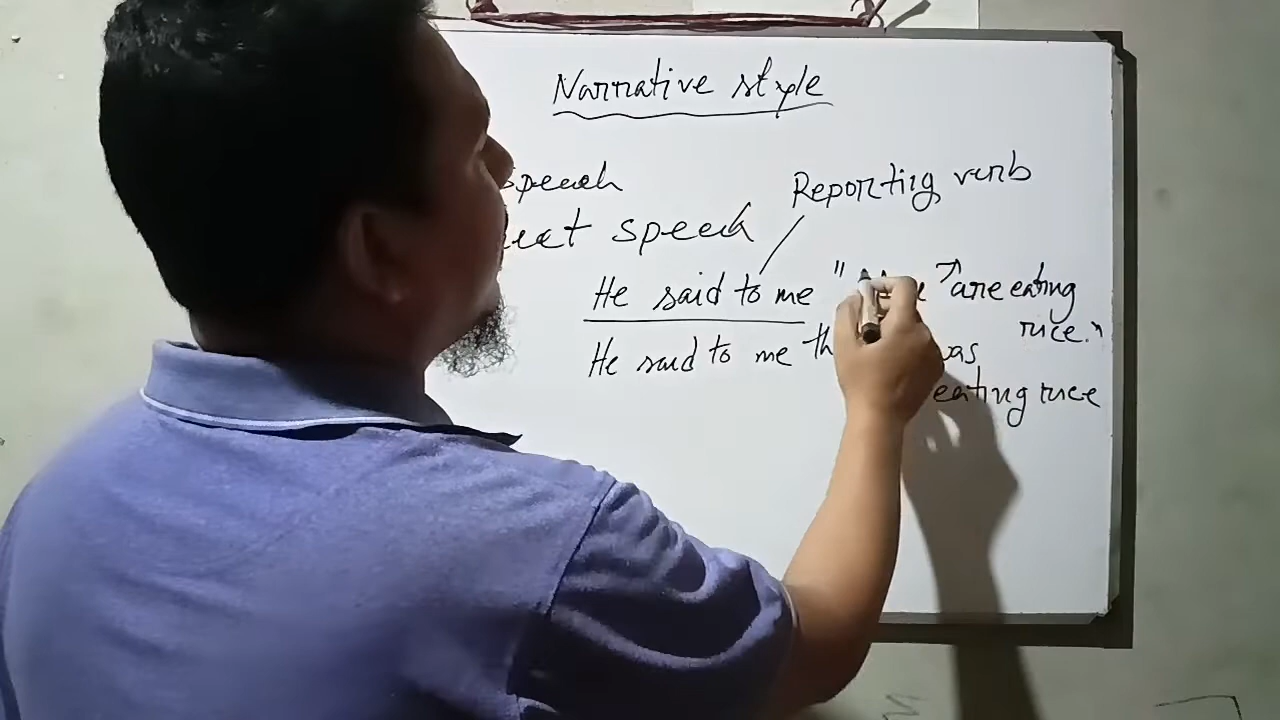 Narrative style
speech
Reporting verb
speech
He said to me " are eating
rice."
He said to me
eating rice